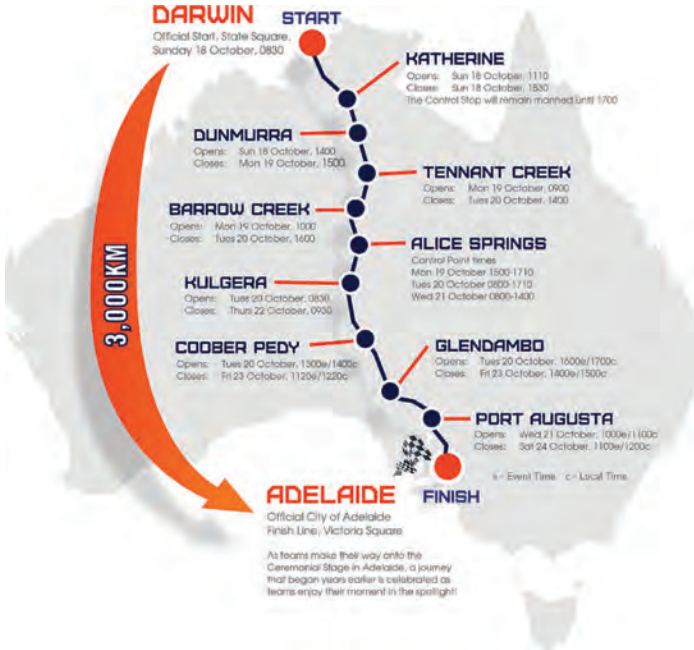 DARWIN
Official Start, State Square,
Sunday 18 October, 0830
START
KATHERINE
Opens: Sun 18 October, 1110
Closes: Sun 18 October, 1530
The Control Stop will remain manned until 1700
DUNMURRA
Opens: Sun 18 October, 1400
Closes: Mon 19 October, 1500
TENNANT CREEK
Opens: Mon 19 October, 0900
Closes: Tues 20 October, 1400
BARROW CREEK
Opens: Mon 19 October, 1000
Closes: Tues 20 October, 1600
ALICE SPRINGS
Control Point times
Mon 19 October 1500-1710
Tues 20 October 0800-1710
Wed 21 October 0800-1400
KULGERA
Opens: Tues 20 October, 0830
Closes: Thurs 22 October, 0930
3,000KM
COOBER PEDY
Opens: Tues 20 October, 1300e/1400c
Closes: Fri 23 October, 1120e/1220c
GLENDAMBO
Opens: Tues 20 October, 1600e/1700c
Closes: Fri 23 October, 1400e/1500c
PORT AUGUSTA
Opens: Wed 21 October, 1000e/1100c
Closes: Sat 24 October, 1100e/1200c
e - Event Time c - Local Time
FINISH
ADELAIDE
Official City of Adelaide
Finish Line, Victoria Square
As teams make their way onto the
Ceremonial Stage in Adelaide, a journey
that began years earlier is celebrated as
teams enjoy their moment in the spotlight!